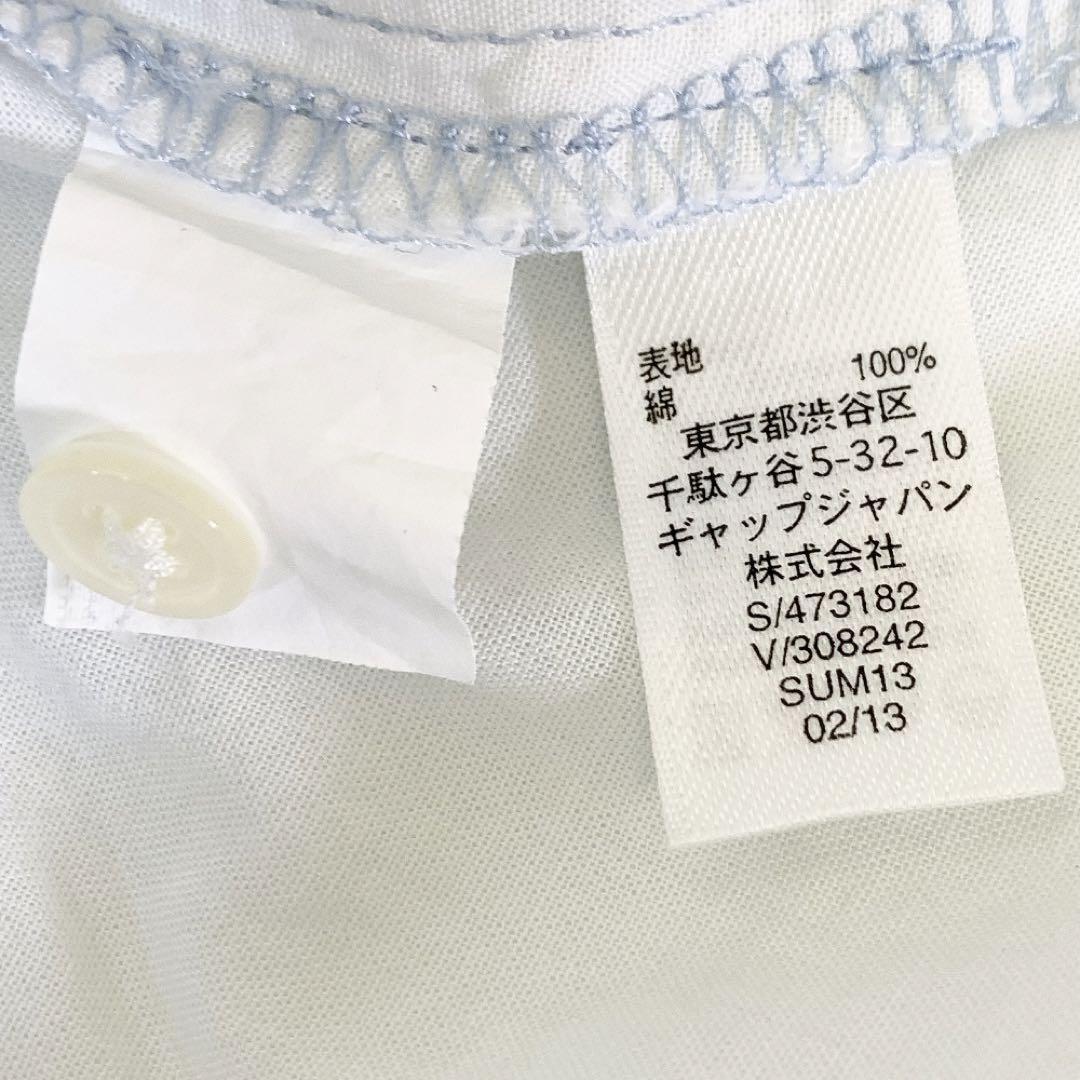 表地
綿 100%
東京都渋谷区
千駄ヶ谷5-32-10
ギャップジャパン
株式会社
S/473182
V/308242
SUM13
02/13